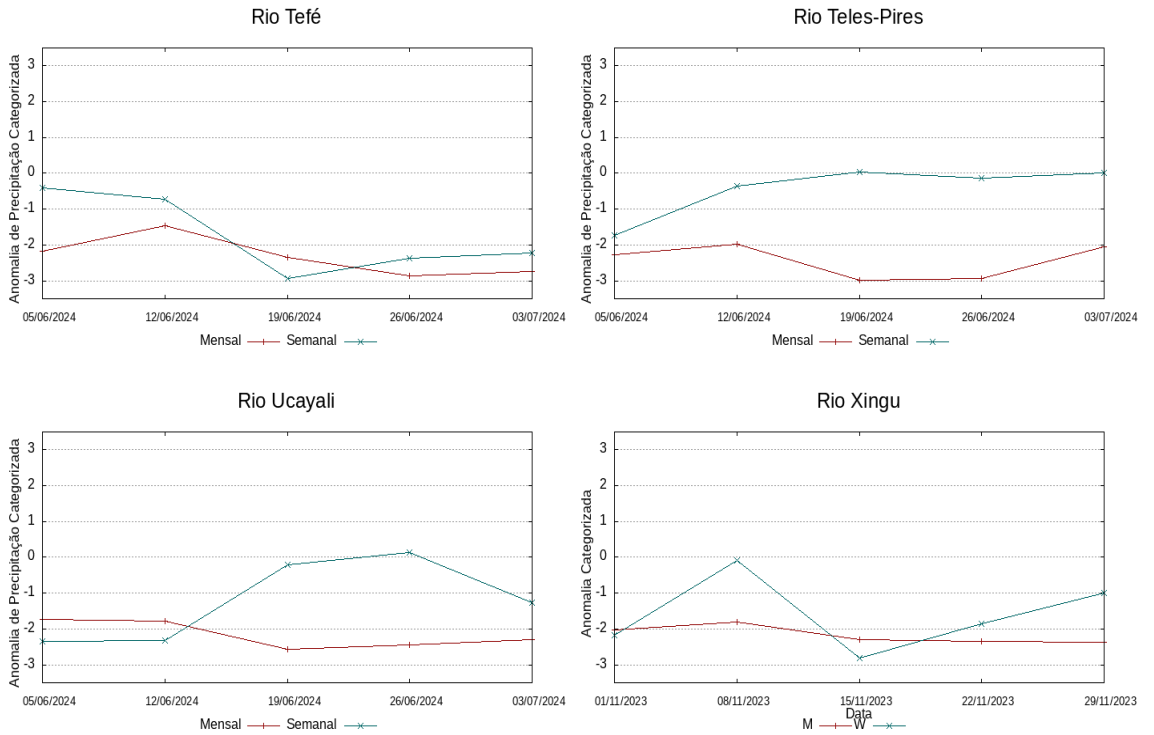 Rio Tefé
Anomalia de Precipitação Categorizada
3
2
1
0
-1
-2
-3
05/06/2024 12/06/2024 19/06/2024 26/06/2024 03/07/2024
Mensal Semanal
Rio Teles-Pires
Anomalia de Precipitação Categorizada
3
2
1
0
-1
-2
-3
05/06/2024 12/06/2024 19/06/2024 26/06/2024 03/07/2024
Mensal Semanal
Rio Ucayali
Anomalia de Precipitação Categorizada
3
2
1
0
-1
-2
-3
05/06/2024 12/06/2024 19/06/2024 26/06/2024 03/07/2024
Mensal Semanal
Rio Xingu
Anomalia Categorizada
3
2
1
0
-1
-2
-3
01/11/2023 08/11/2023 15/11/2023 22/11/2023 29/11/2023
Data
M W